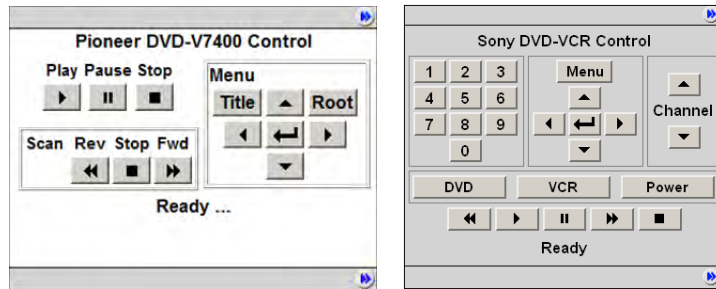 Pioneer DVD-V7400 Control
Play Pause Stop
Menu
Title Root
Scan Rev Stop Fwd
Ready ...
Sony DVD-VCR Control
1 2 3
4 5 6
7 8 9
0
Menu
Channel
DVD VCR Power
Ready